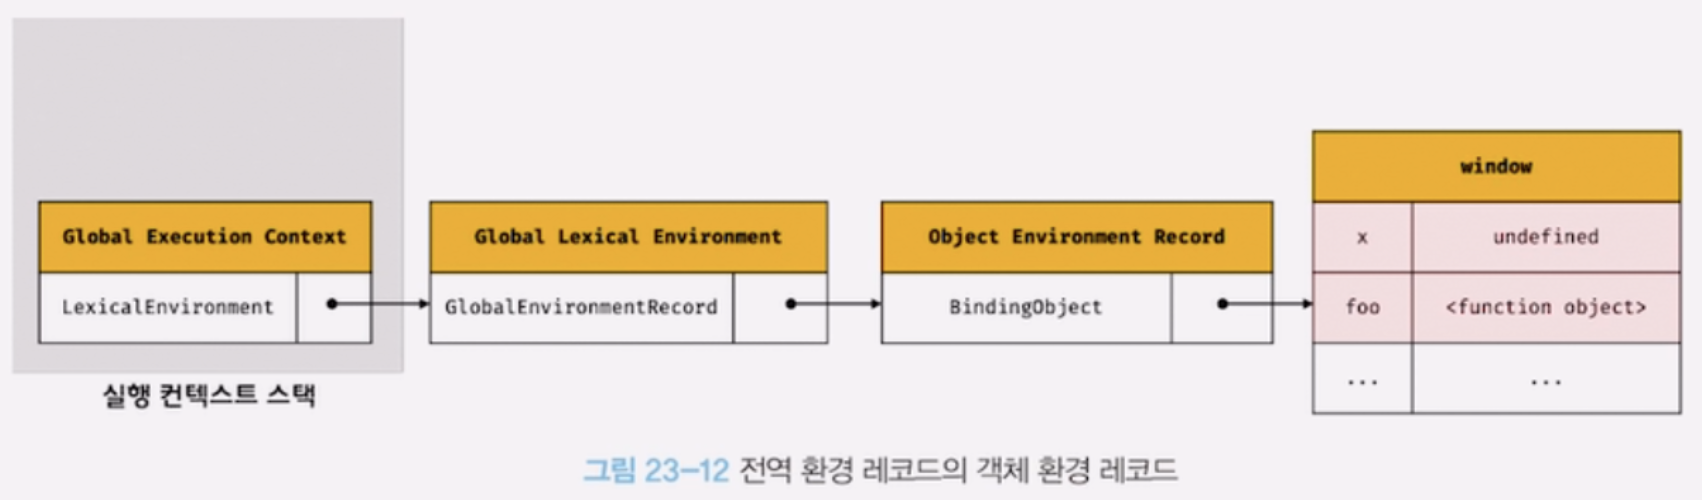 window
Global Execution Context
Global Lexical Environment
Object Environment Record
x
undefined
LexicalEnvironment
GlobalEnvironmentRecord
BindingObject
foo
<function object>
...
...
실행 컨텍스트 스택
그림 23-12 전역 환경 레코드의 객체 환경 레코드